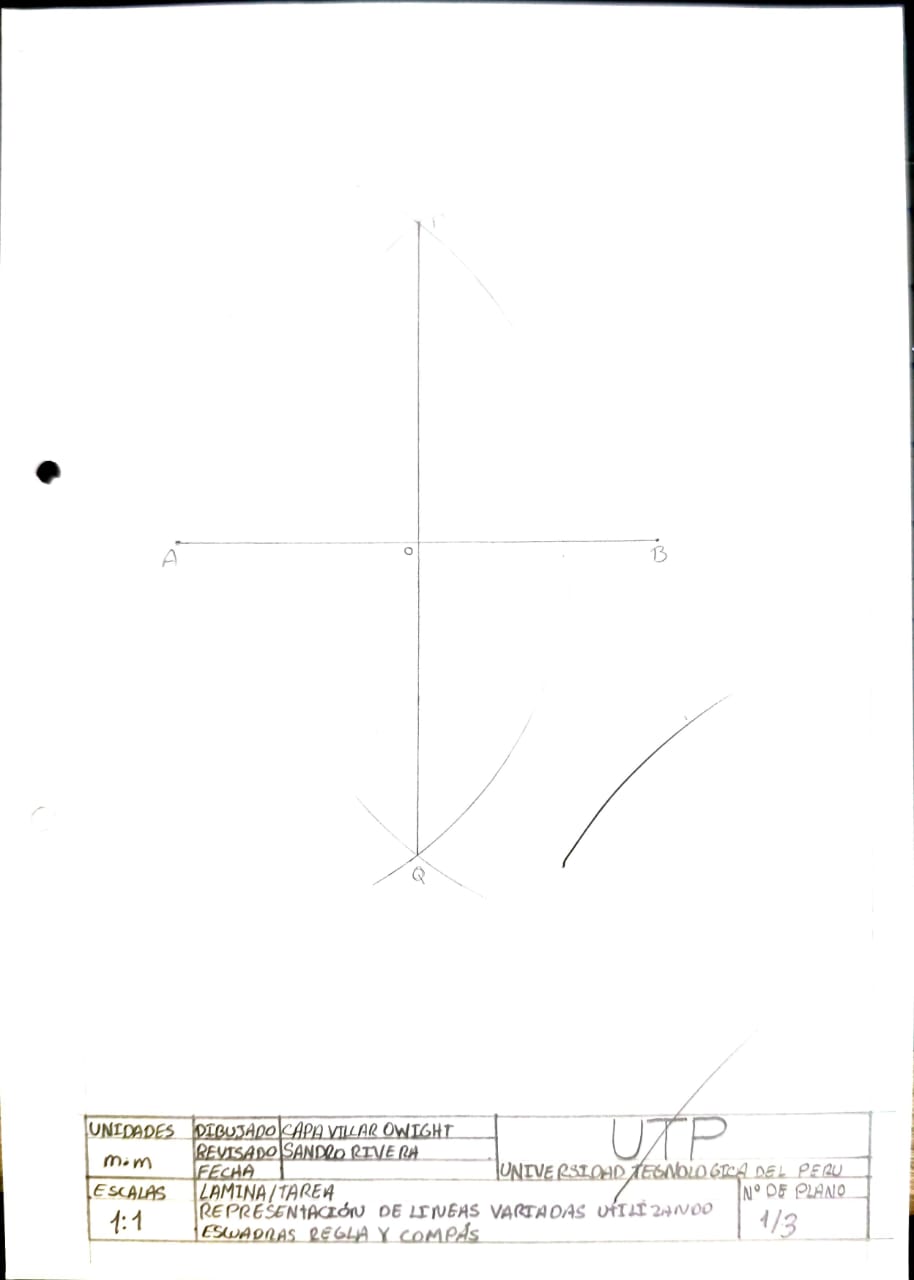 P
O
A
B
Q
UNIDADES
m.m
DIBUJADO CAPA VILLAR OWIGHT
REVISADO SANDRO RIVERA
FECHA
UTP
UNIVERSIDAD TECNOLOGICA DEL PERU
ESCALAS
1:1
LAMINA/TAREA
REPRESENTACIÓN DE LINEAS VARIADAS UTILIZANDO
ESCUADRAS REGLA Y COMPÁS
Nº DE PLANO
1/3